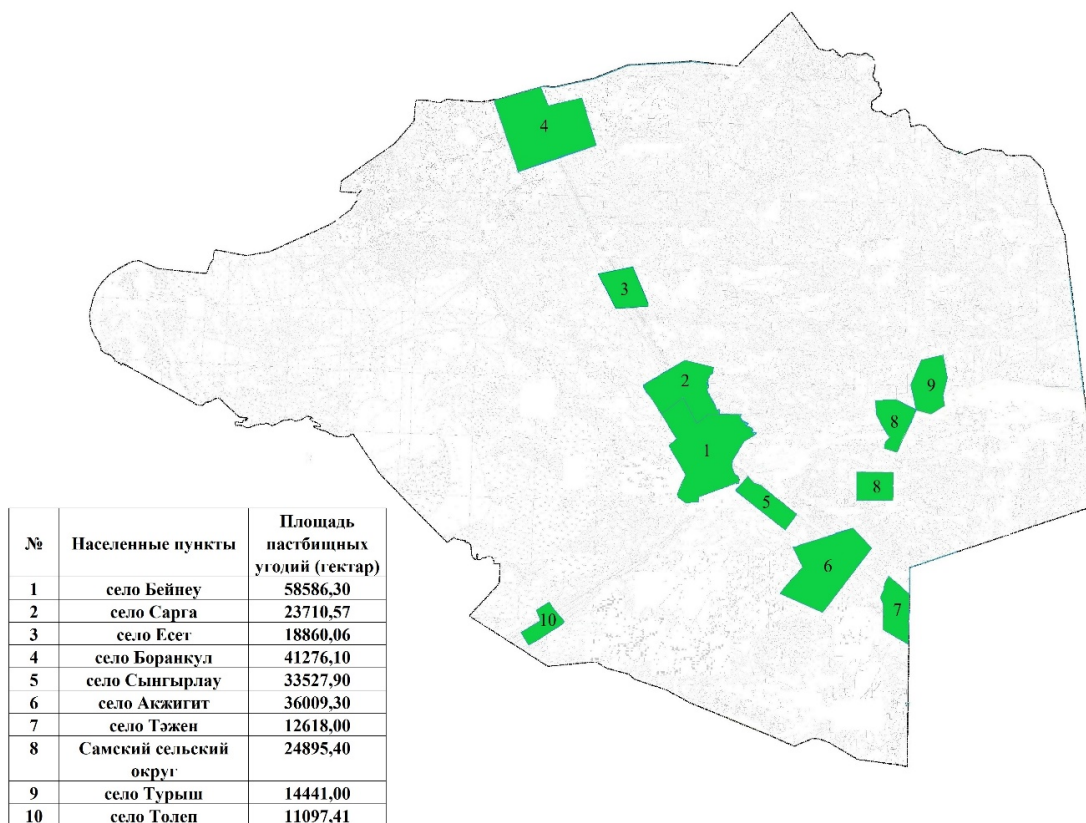 4
3
2
9
8
1
8
5
6
7
10
№ Населенные пункты Площадь пастбищных угодий (гектар)
1 село Бейнеу 58586,30
2 село Сарга 23710,57
3 село Есет 18860,06
4 село Боранкул 41276,10
5 село Сынгырлау 33527,90
6 село Акжигит 36009,30
7 село Тәжен 12618,00
8 Самский сельский округ 24895,40
9 село Турыш 14441,00
10 село Толеп 11097,41